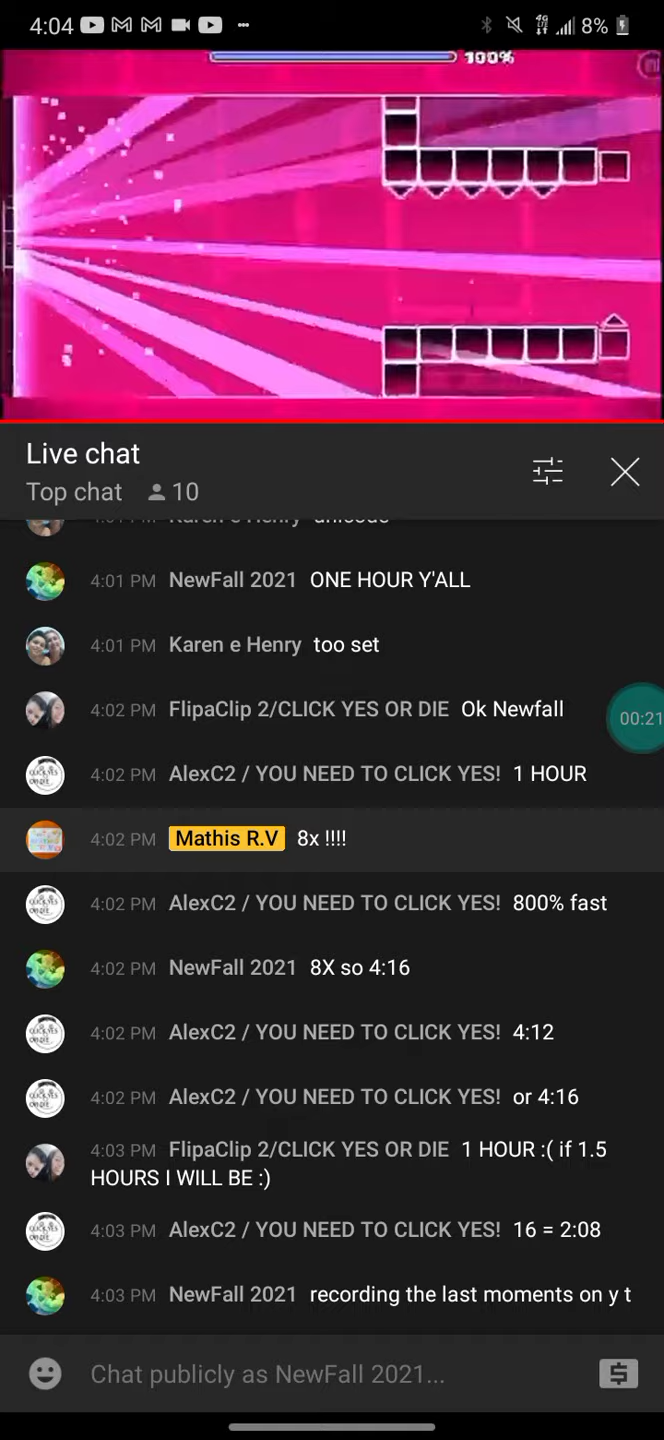 4:04 8%
100%
Live chat
Top chat 10
4:01 PM Karen e Henry unicode
4:01 PM NewFall 2021 ONE HOUR Y'ALL
4:01 PM Karen e Henry too set
4:02 PM FlipaClip 2/CLICK YES OR DIE Ok Newfall
00:21
4:02 PM AlexC2 / YOU NEED TO CLICK YES! 1 HOUR
4:02 PM Mathis R.V 8x !!!!
4:02 PM AlexC2 / YOU NEED TO CLICK YES! 800% fast
4:02 PM NewFall 2021 8X so 4:16
4:02 PM AlexC2 / YOU NEED TO CLICK YES! 4:12
4:02 PM AlexC2 / YOU NEED TO CLICK YES! or 4:16
4:03 PM FlipaClip 2/CLICK YES OR DIE 1 HOUR :( if 1.5
HOURS I WILL BE :)
4:03 PM AlexC2 / YOU NEED TO CLICK YES! 16 = 2:08
4:03 PM NewFall 2021 recording the last moments on y t
Chat publicly as NewFall 2021...